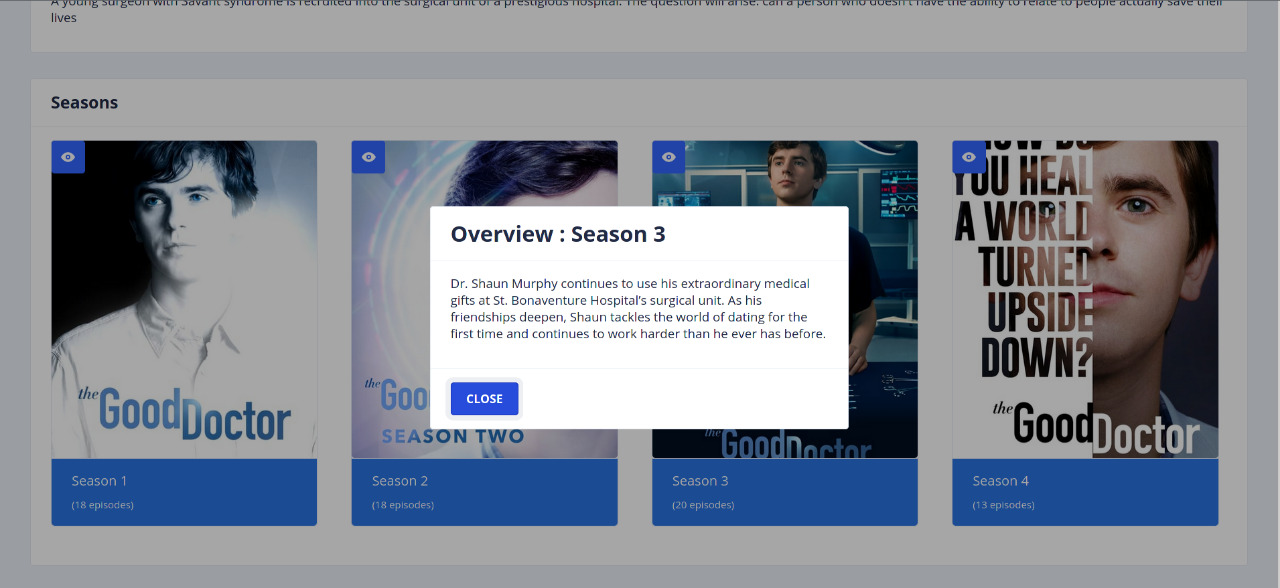 A young surgeon with Savant syndrome is recruited into the surgical unit of a prestigious hospital. The question will arise: can a person who doesn't have the ability to relate to people actually save their
lives
Seasons
HOW DO
YOU HEAL
A WORLD
TURNED
UPSIDE
DOWN?
Overview : Season 3
Dr. Shaun Murphy continues to use his extraordinary medical
gifts at St. Bonaventure Hospital's surgical unit. As his
friendships deepen, Shaun tackles the world of dating for the
first time and continues to work harder than he ever has before.
CLOSE
the Good Doctor
the Goo
SEASON TWO
the Good Doctor
the Good Doctor
Season 1
(18 episodes)
Season 2
(18 episodes)
Season 3
(20 episodes)
Season 4
(13 episodes)